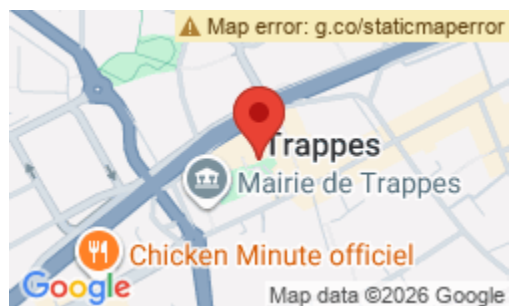 Map error: g.co/staticmaperror
Trappes
Mairie de Trappes
Chicken Minute officiel
Google
Map data ©2026 Google